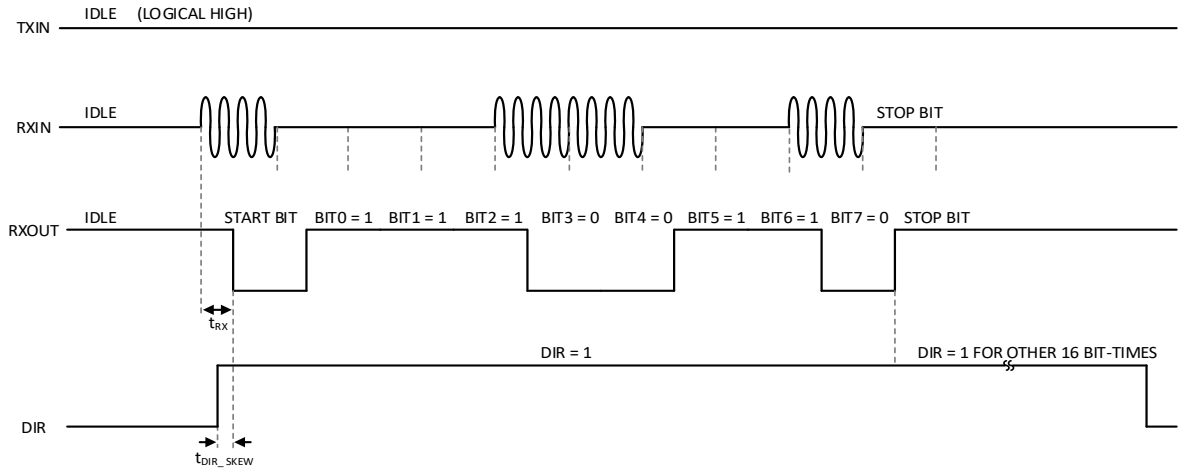 IDLE (LOGICAL HIGH)
TXIN
IDLE
STOP BIT
RXIN
IDLE
START BIT BIT0 = 1 BIT1 = 1 BIT2 = 1 BIT3 = 0 BIT4 = 0 BIT5 = 1 BIT6 = 1 BIT7 = 0 STOP BIT
RXOUT
tRX
DIR = 1
DIR = 1 FOR OTHER 16 BIT-TIMES
DIR
tDIR_SKEW